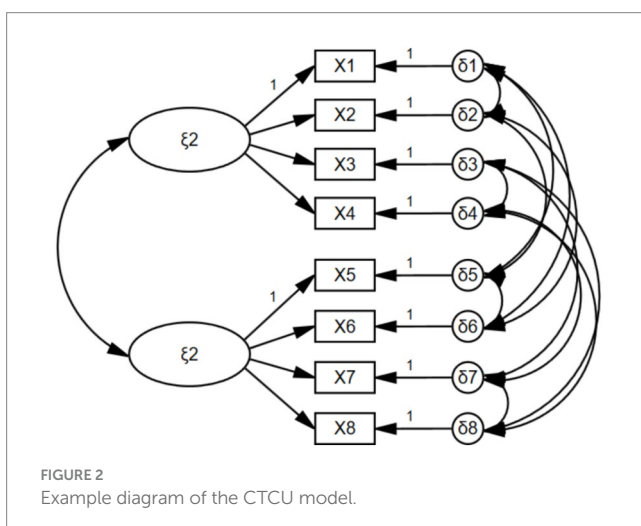 1 X1 1 δ1
X2 1 δ2
ξ2
X3 1 δ3
X4 1 δ4
1 X5 1 δ5
X6 1 δ6
ξ2
X7 1 δ7
X8 1 δ8
FIGURE 2
Example diagram of the CTCU model.